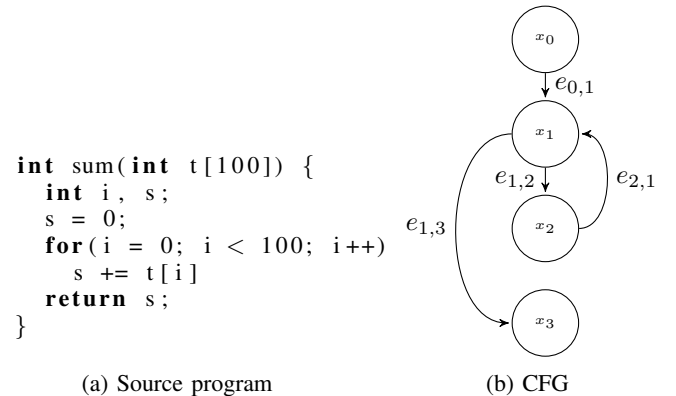 int sum(int t[100]) {
int i, s;
s = 0;
for(i = 0; i < 100; i++)
s += t[i]
return s;
}
(a) Source program
x0
e0,1
x1
e1,2
e2,1
x2
e1,3
x3
(b) CFG